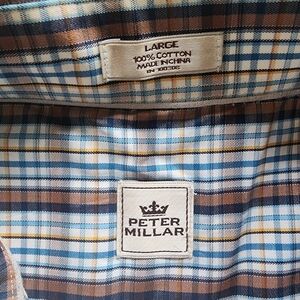 LARGE
100% COTTON
MADE IN CHINA
PETER
MILLAR